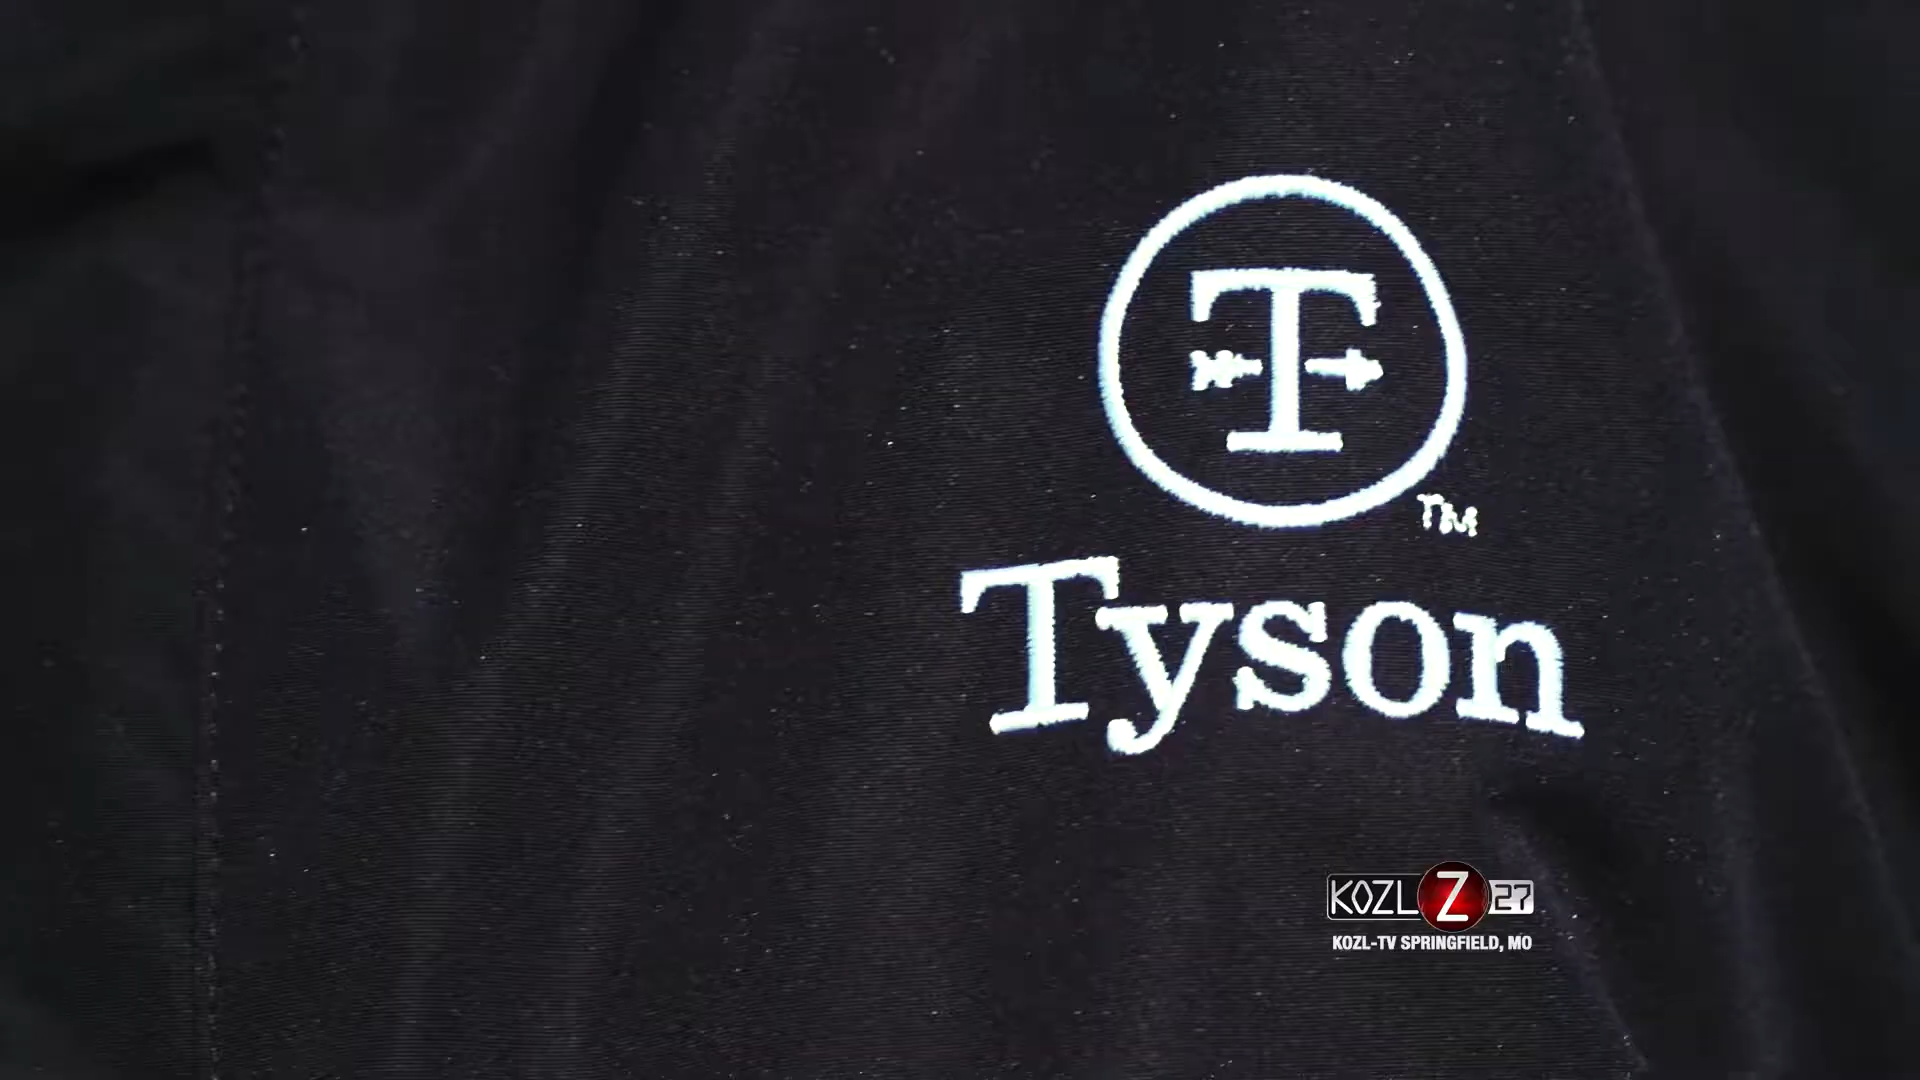 T
TM
Tyson
KOZL Z 27
KOZL-TV SPRINGFIELD, MO